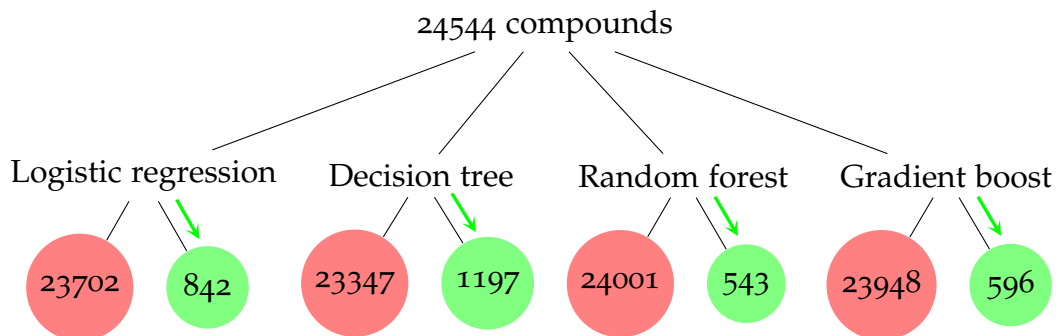 24544 compounds
Logistic regression Decision tree Random forest Gradient boost
23702 842 23347 1197 24001 543 23948 596